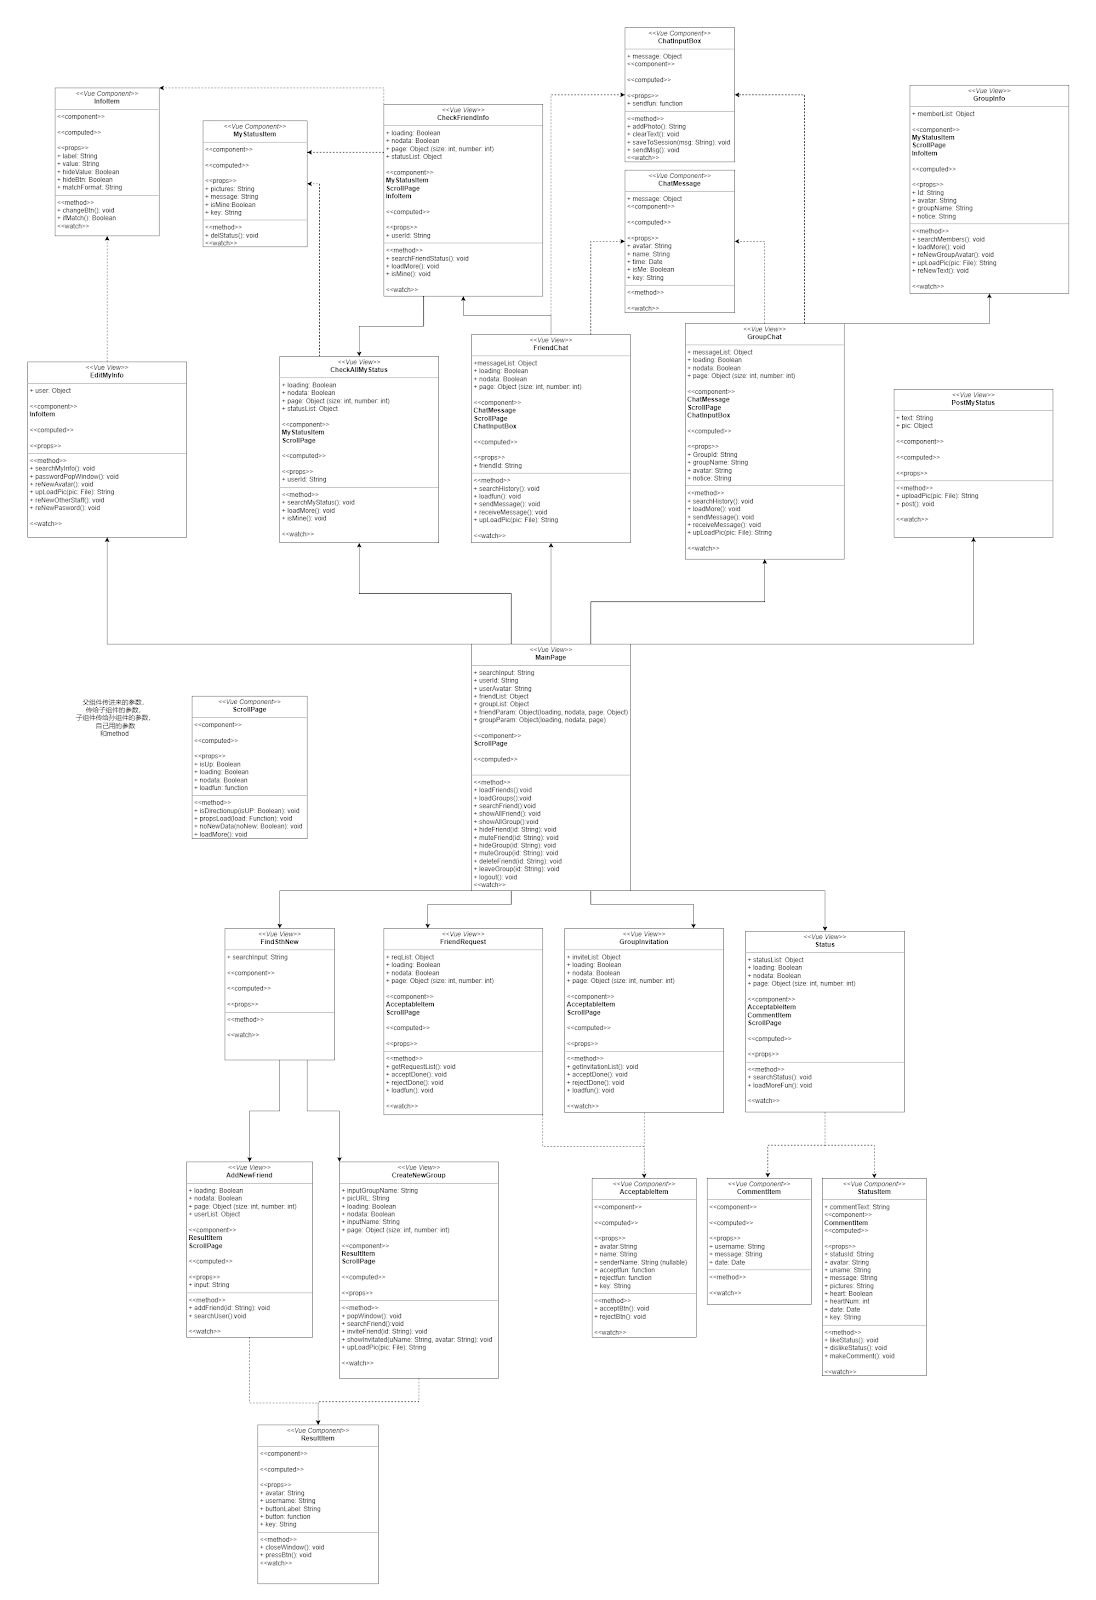 <<Vue Component>>
ChatInputBox
+ message: Object
<<component>>
<<computed>>
<<props>>
+ sendfun: function
<<method>>
+ addPhoto(): String
+ clearText(): void
+ saveToSession(msg: String): void
+ sendMsg(): void
<<watch>>
<<Vue Component>>
InfoItem
<<component>>
<<computed>>
<<props>>
+ label: String
+ value: String
+ hideValue: Boolean
+ hideBtn: Boolean
+ matchFormat: String
<<method>>
+ changeBtn(): void
+ ifMatch(): Boolean
<<watch>>
<<Vue Component>>
MyStatusItem
<<component>>
<<computed>>
<<props>>
+ pictures: String
+ message: String
+ isMine:Boolean
+ key: String
<<method>>
+ delStatus(): void
<<watch>>
<<Vue View>>
CheckFriendInfo
+ loading: Boolean
+ nodata: Boolean
+ page: Object (size: int, number: int)
+ statusList: Object
<<component>>
MyStatusItem
ScrollPage
InfoItem
<<computed>>
<<props>>
+ userId: String
<<method>>
+ searchFriendStatus(): void
+ loadMore(): void
+ isMine(): void
<<watch>>
<<Vue Component>>
ChatMessage
+ message: Object
<<component>>
<<computed>>
<<props>>
+ avatar: String
+ name: String
+ time: Date
+ isMe: Boolean
+ key: String
<<method>>
<<watch>>
<<Vue View>>
GroupInfo
+ memberList: Object
<<component>>
MyStatusItem
ScrollPage
InfoItem
<<computed>>
<<props>>
+ Id: String
+ avatar: String
+ groupName: String
+ notice: String
<<method>>
+ searchMembers(): void
+ loadMore(): void
+ reNewGroupAvatar(): void
+ upLoadPic(pic: File): String
+ reNewText(): void
<<watch>>
<<Vue View>>
EditMyInfo
+ user: Object
<<component>>
InfoItem
<<computed>>
<<props>>
<<method>>
+ searchMyInfo(): void
+ passwordPopWindow(): void
+ reNewAvatar(): void
+ upLoadPic(pic: File): String
+ reNewOtherStaff(): void
+ reNewPasword(): void
<<watch>>
<<Vue View>>
CheckAllMyStatus
+ loading: Boolean
+ nodata: Boolean
+ page: Object (size: int, number: int)
+ statusList: Object
<<component>>
MyStatusItem
ScrollPage
<<computed>>
<<props>>
+ userId: String
<<method>>
+ searchMyStatus(): void
+ loadMore(): void
+ isMine(): void
<<watch>>
<<Vue View>>
FriendChat
+messageList: Object
+ loading: Boolean
+ nodata: Boolean
+ page: Object (size: int, number: int)
<<component>>
ChatMessage
ScrollPage
ChatInputBox
<<computed>>
<<props>>
+ friendId: String
<<method>>
+ searchHistory(): void
+ loadfun(): void
+ sendMessage(): void
+ receiveMessage(): void
+ upLoadPic(pic: File): String
<<watch>>
<<Vue View>>
GroupChat
+ messageList: Object
+ loading: Boolean
+ nodata: Boolean
+ page: Object (size: int, number: int)
<<component>>
ChatMessage
ScrollPage
ChatInputBox
<<computed>>
<<props>>
+ GroupId: String
+ groupName: String
+ avatar: String
+ notice: String
<<method>>
+ searchHistory(): void
+ loadMore(): void
+ sendMessage(): void
+ receiveMessage(): void
+ upLoadPic(pic: File): String
<<watch>>
<<Vue View>>
PostMyStatus
+ text: String
+ pic: Object
<<component>>
<<computed>>
<<props>>
<<method>>
+ uploadPic(pic: File): String
+ post(): void
<<watch>>
<<Vue View>>
MainPage
+ searchInput: String
+ userId: String
+ userAvatar: String
+ friendList: Object
+ groupList: Object
+ friendParam: Object(loading, nodata, page, Object)
+ groupParam: Object(loading, nodata, page)
<<component>>
ScrollPage
<<computed>>
<<method>>
+ loadFriends():void
+ loadGroups():void
+ searchFriend():void
+ showAllFriend(): void
+ showAllGroup():void
+ hideFriend(id: String): void
+ muteFriend(id: String): void
+ hideGroup(id: String): void
+ muteGroup(id: String): void
+ deleteFriend(id: String): void
+ leaveGroup(id: String): void
+ logout(): void
<<watch>>
父组件传进来的参数，
传给子组件的参数，
子组件传给孙组件的参数，
自己用的参数
和method
<<Vue Component>>
ScrollPage
<<component>>
<<computed>>
<<props>>
+ isUp: Boolean
+ loading: Boolean
+ nodata: Boolean
+ loadfun: function
<<method>>
+ isDirectionup(isUP: Boolean): void
+ propsLoad(load: Function): void
+ noNewData(noNew: Boolean): void
+ loadMore(): void
<<Vue View>>
FindSthNew
+ searchInput: String
<<component>>
<<computed>>
<<props>>
<<method>>
<<watch>>
<<Vue View>>
FriendRequest
+ reqList: Object
+ loading: Boolean
+ nodata: Boolean
+ page: Object (size: int, number: int)
<<component>>
AcceptableItem
ScrollPage
<<computed>>
<<props>>
<<method>>
+ getRequestList(): void
+ acceptDone(): void
+ rejectDone(): void
+ loadfun(): void
<<watch>>
<<Vue View>>
GroupInvitation
+ inviteList: Object
+ loading: Boolean
+ nodata: Boolean
+ page: Object (size: int, number: int)
<<component>>
AcceptableItem
ScrollPage
<<computed>>
<<props>>
<<method>>
+ getInvitationList(): void
+ acceptDone(): void
+ rejectDone(): void
+ loadfun(): void
<<watch>>
<<Vue View>>
Status
+ statusList: Object
+ loading: Boolean
+ nodata: Boolean
+ page: Object (size: int, number: int)
<<component>>
AcceptableItem
CommentItem
ScrollPage
<<computed>>
<<props>>
<<method>>
+ searchStatus(): void
+ loadMoreFun(): void
<<watch>>
<<Vue View>>
AddNewFriend
+ loading: Boolean
+ nodata: Boolean
+ page: Object (size: int, number: int)
+ userList: Object
<<component>>
ResultItem
ScrollPage
<<computed>>
<<props>>
+ input: String
<<method>>
+ addFriend(id: String): void
+ searchUser():void
<<watch>>
<<Vue View>>
CreateNewGroup
+ inputGroupName: String
+ picURL: String
+ loading: Boolean
+ nodata: Boolean
+ inputName: String
+ page: Object (size: int, number: int)
<<component>>
ResultItem
ScrollPage
<<computed>>
<<props>>
<<method>>
+ popWindow(): void
+ searchFriend(): void
+ inviteFriend(id: String): void
+ showInvitated(uName: String, avatar: String): void
+ upLoadPic(pic: File): String
<<watch>>
<<Vue Component>>
AcceptableItem
<<component>>
<<computed>>
<<props>>
+ avatar:String
+ name: String
+ senderName: String (nullable)
+ acceptfun: function
+ rejectfun: function
+ key: String
<<method>>
+ acceptBtn(): void
+ rejectBtn(): void
<<watch>>
<<Vue Component>>
CommentItem
<<component>>
<<computed>>
<<props>>
+ username: String
+ message: String
+ date: Date
<<method>>
<<watch>>
<<Vue Component>>
StatusItem
+ commentText: String
<<component>>
CommentItem
<<computed>>
<<props>>
+ statusId: String
+ avatar: String
+ uname: String
+ message: String
+ pictures: String
+ heart: Boolean
+ heartNum: int
+ date: Date
+ key: String
<<method>>
+ likeStatus(): void
+ dislikeStatus(): void
+ makeComment(): void
<<watch>>
<<Vue Component>>
ResultItem
<<component>>
<<computed>>
<<props>>
+ avatar: String
+ username: String
+ buttonLabel: String
+ button: function
+ key: String
<<method>>
+ closeWindow(): void
+ pressBtn(): void
<<watch>>